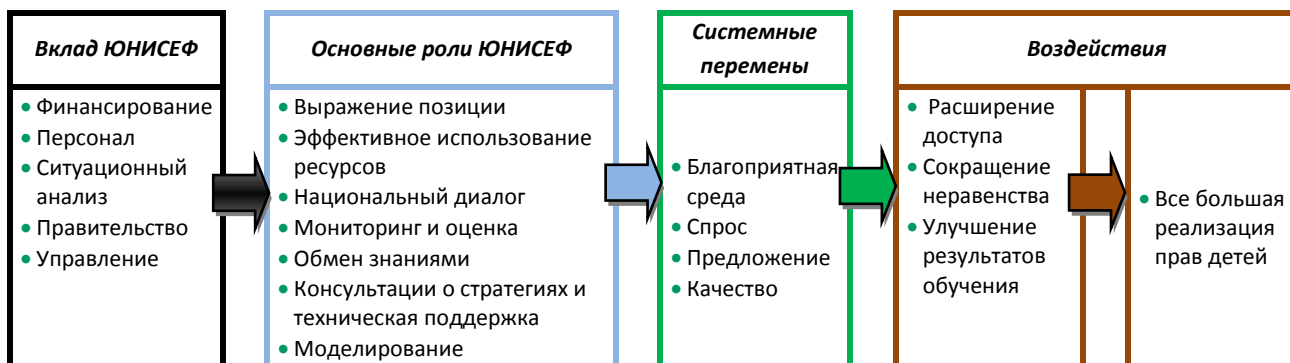 Вклад ЮНИСЕФ
• Финансирование
• Персонал
• Ситуационный
анализ
• Правительство
• Управление
Основные роли ЮНИСЕФ
• Выражение позиции
• Эффективное использование
ресурсов
• Национальный диалог
• Мониторинг и оценка
• Обмен знаниями
• Консультации о стратегиях и
техническая поддержка
• Моделирование
Системные
перемены
• Благоприятная
среда
• Спрос
• Предложение
• Качество
Воздействия
• Расширение
доступа
• Сокращение
неравенства
• Улучшение
результатов
обучения
• Все большая
реализация
прав детей